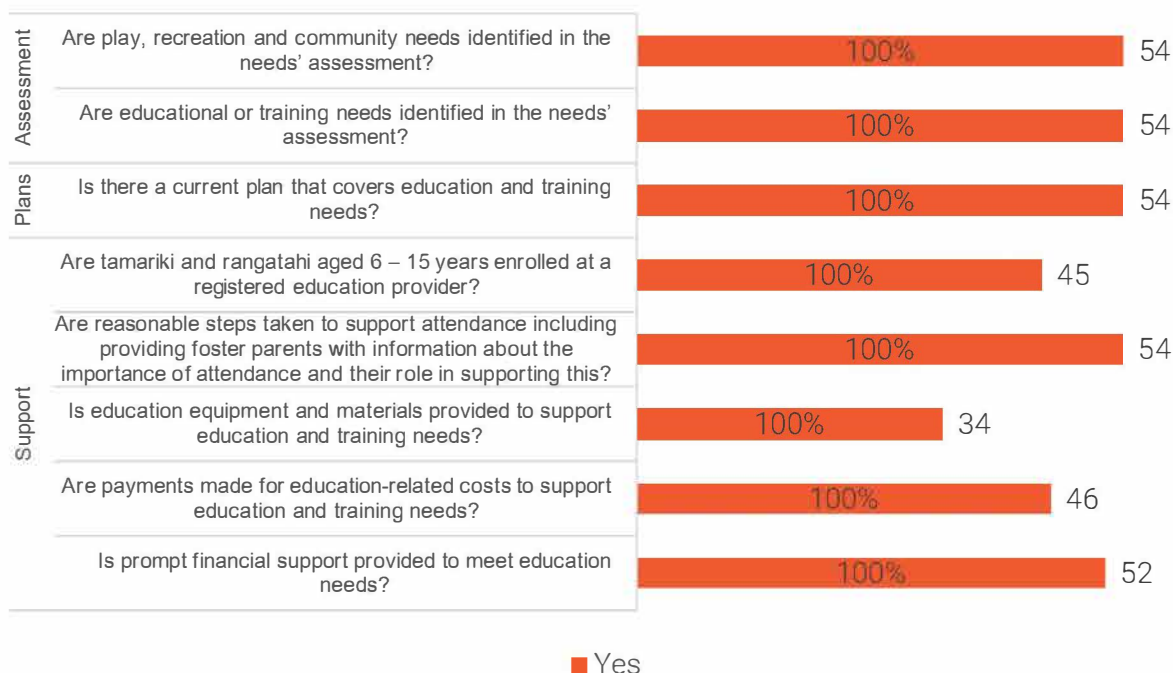 Assessment
Are play, recreation and community needs identified in the
needs' assessment?
100%
54
Are educational or training needs identified in the needs'
assessment?
100%
54
Plans
Is there a current plan that covers education and training
needs?
100%
54
Support
Are tamariki and rangatahi aged 6 – 15 years enrolled at a
registered education provider?
100%
45
Are reasonable steps taken to support attendance including
providing foster parents with information about the
importance of attendance and their role in supporting this?
100%
54
Is education equipment and materials provided to support
education and training needs?
100%
34
Are payments made for education-related costs to support
education and training needs?
100%
46
Is prompt financial support provided to meet education
needs?
100%
52
Yes